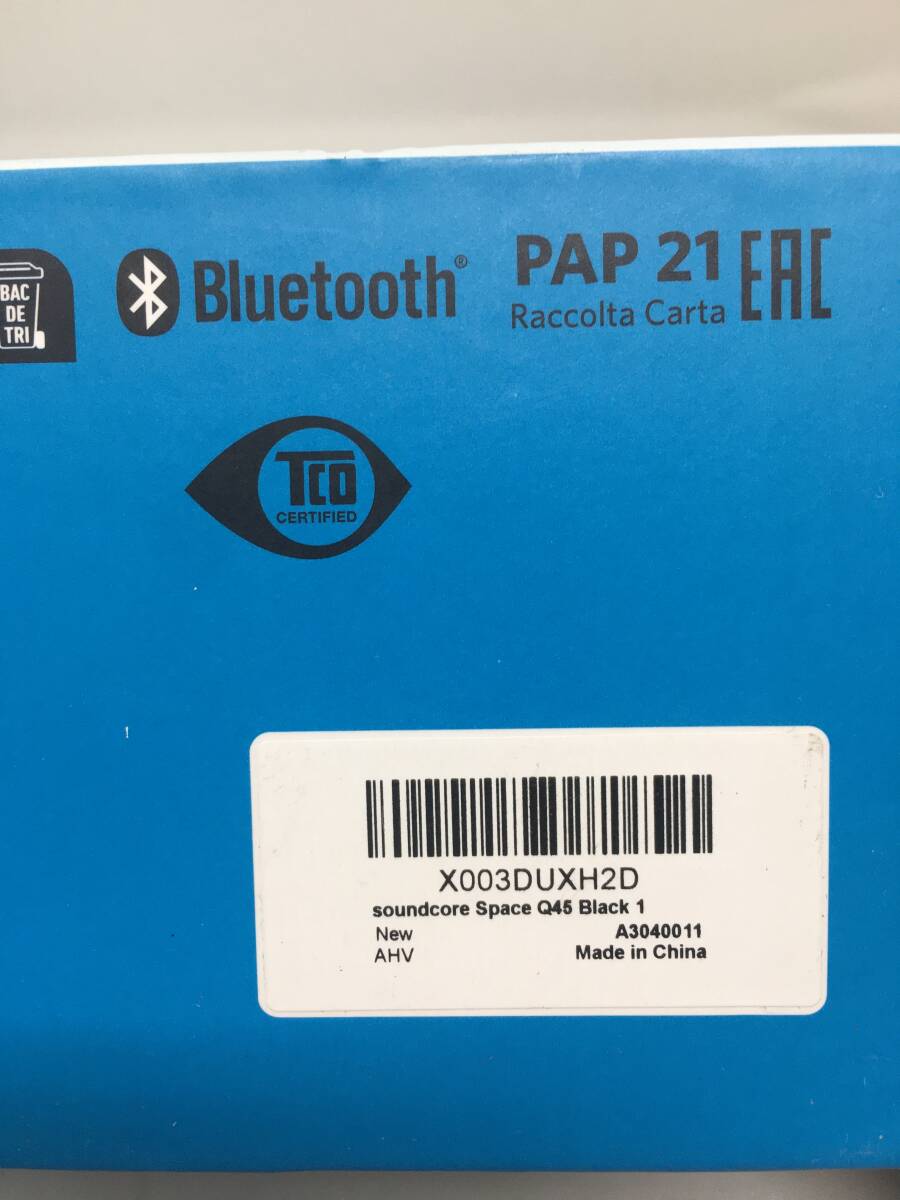 BAC
DE
TRI
Bluetooth®
PAP 21
Raccolta Carta
EAC
TCO
CERTIFIED
X003DUXH2D
soundcore Space Q45 Black 1
New
A3040011
AHV
Made in China